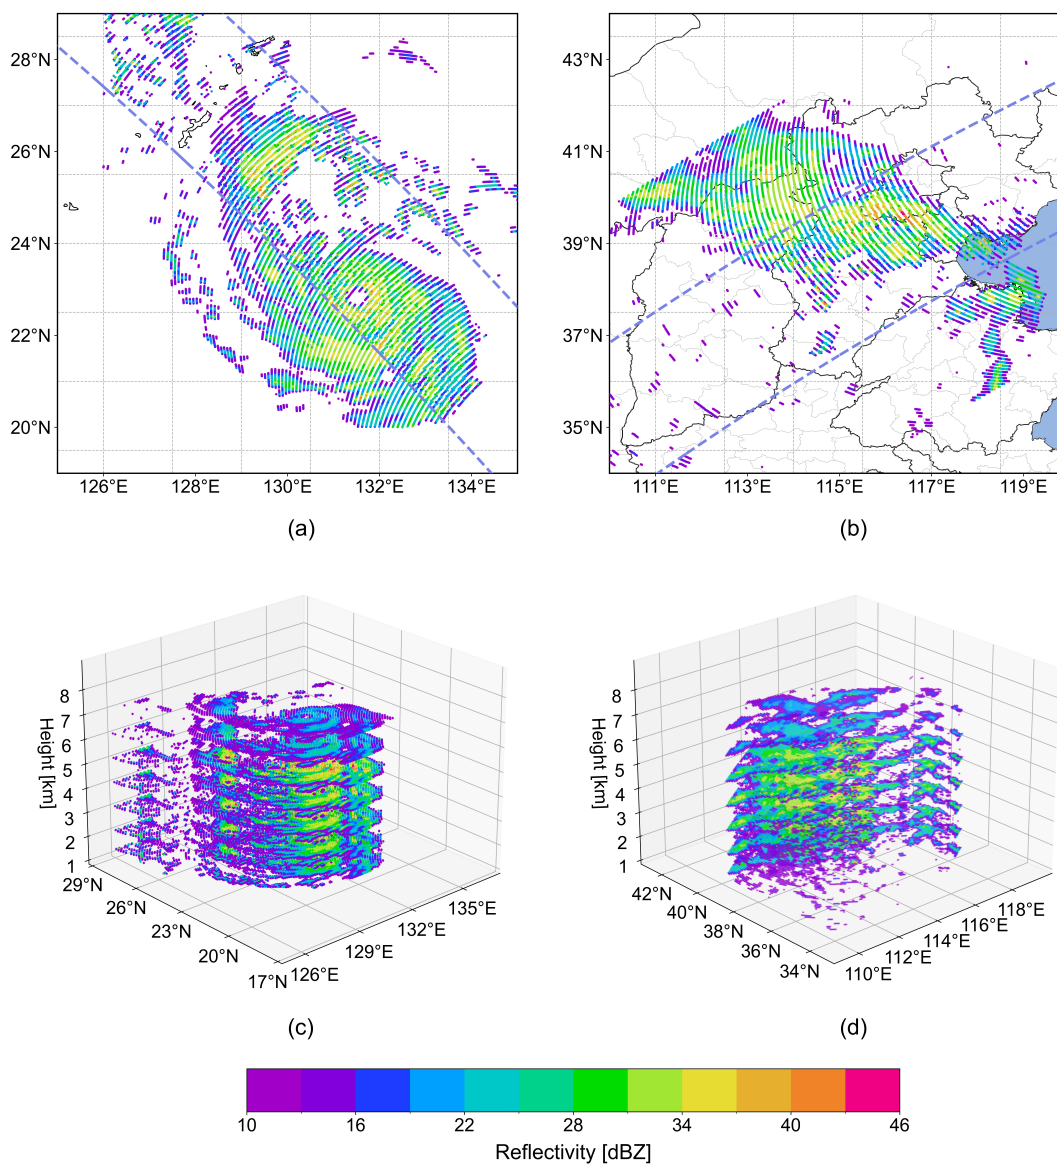 28°N
26°N
24°N
22°N
20°N
126°E 128°E 130°E 132°E 134°E
(a)
43°N
41°N
39°N
37°N
35°N
111°E 113°E 115°E 117°E 119°E
(b)
8
7
6
5
4
3
2
1
Height [km]
29°N
26°N
23°N
20°N
17°N
126°E
129°E
132°E
135°E
(c)
8
7
6
5
4
3
2
1
Height [km]
42°N
40°N
38°N
36°N
34°N
110°E
112°E
114°E
116°E
118°E
(d)
10 16 22 28 34 40 46
Reflectivity [dBZ]